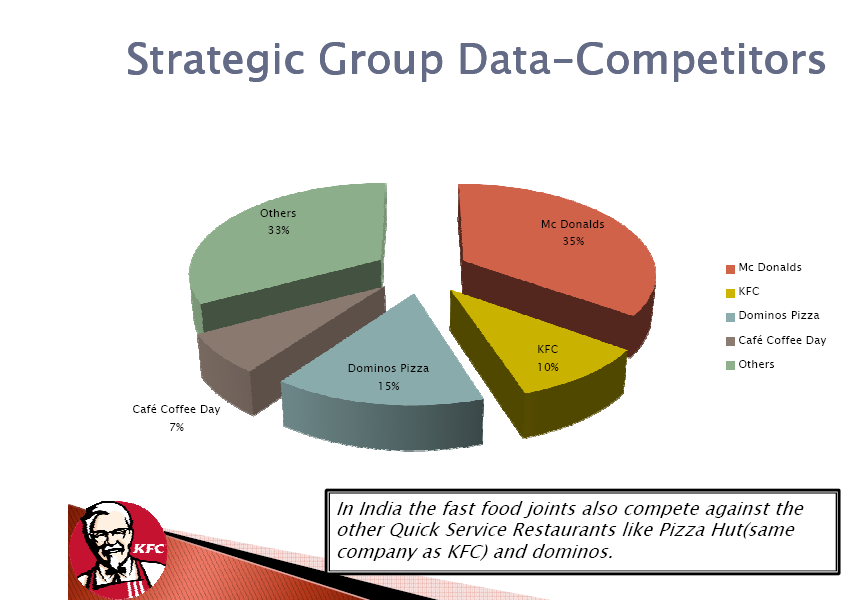 Strategic Group Data-Competitors
Others
33%
Mc Donalds
35%
KFC
10%
Dominos Pizza
15%
Café Coffee Day
7%
Mc Donalds
KFC
Dominos Pizza
Café Coffee Day
Others
In India the fast food joints also compete against the
other Quick Service Restaurants like Pizza Hut(same
company as KFC) and dominos.
KFC